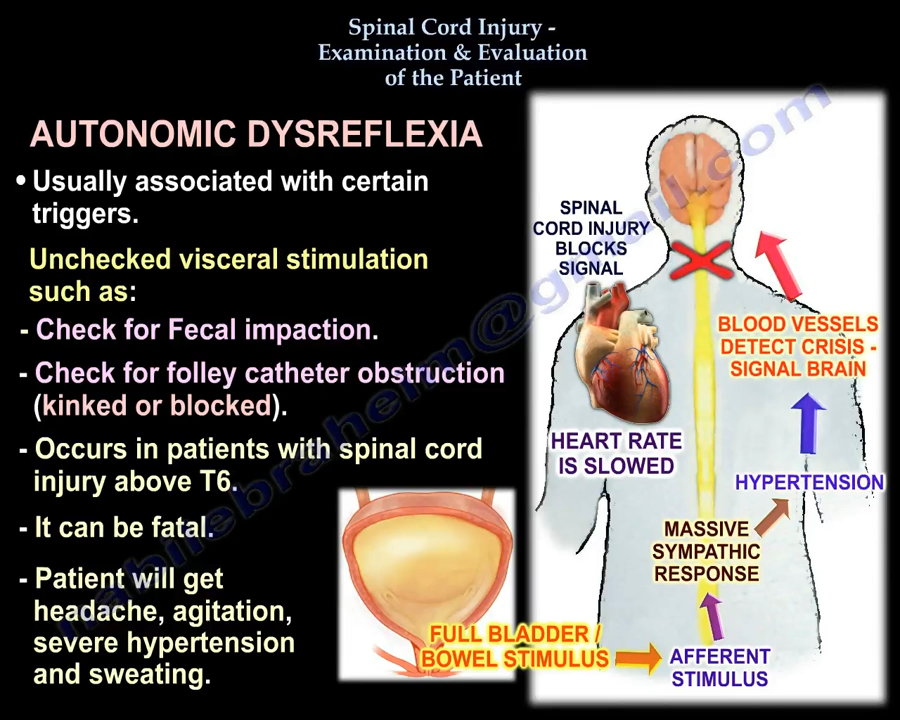 Spinal Cord Injury -
Examination & Evaluation
of the Patient
AUTONOMIC DYSREFLEXIA
• Usually associated with certain
triggers.
Unchecked visceral stimulation
such as:
- Check for Fecal impaction.
- Check for folley catheter obstruction
(kinked or blocked).
- Occurs in patients with spinal cord
injury above T6.
- It can be fatal.
- Patient will get
headache, agitation,
severe hypertension
and sweating.
SPINAL
CORD INJURY
BLOCKS
SIGNAL
HEART RATE
IS SLOWED
BLOOD VESSELS
DETECT CRISIS -
SIGNAL BRAIN
HYPERTENSION
MASSIVE
SYMPATHIC
RESPONSE
FULL BLADDER /
BOWEL STIMULUS
AFFERENT
STIMULUS
nabilebraheim@gmail.com